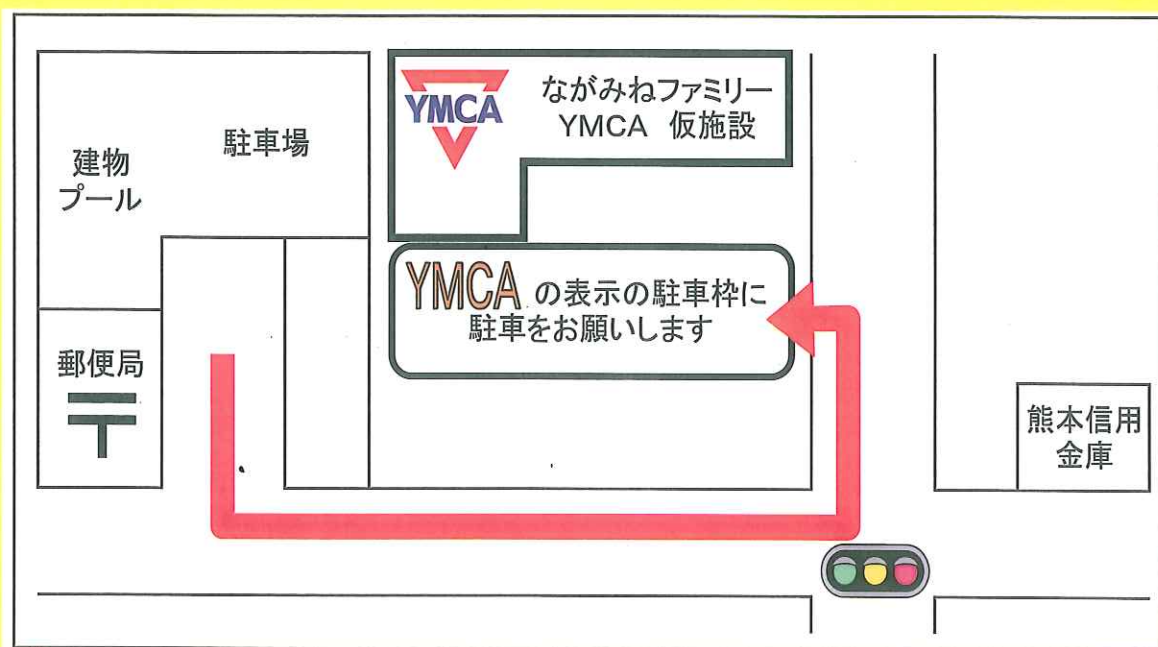 YMCA
ながみねファミリー
YMCA 仮施設
駐車場
建物
プール
YMCA の表示の駐車枠に
駐車をお願いします
郵便局
〒
熊本信用
金庫